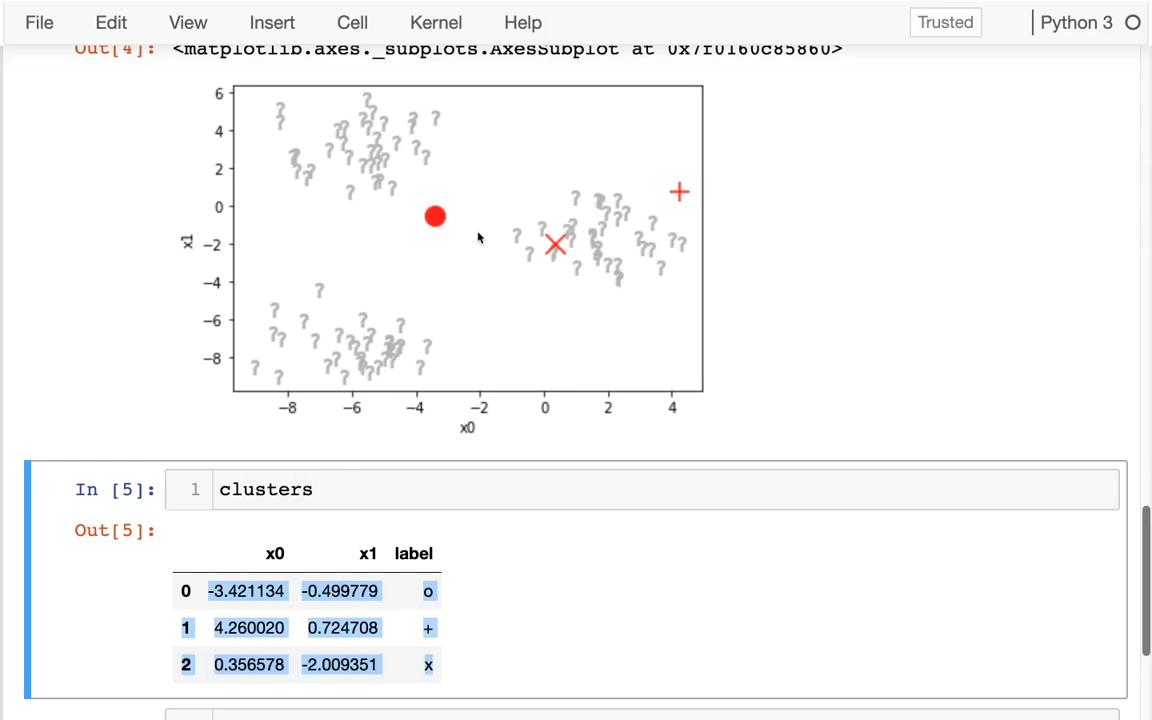 File Edit View Insert Cell Kernel Help Trusted Python 3
Out[4]: <matplotlib.axes._subplots.AxesSubplot at 0x7f0160c85860>
6
4
2
0
−2
−4
−6
−8
x1
−8 −6 −4 −2 0 2 4
x0
In [5]: 1 clusters
Out[5]:
x0 x1 label
0 -3.421134 -0.499779 o
1 4.260020 0.724708 +
2 0.356578 -2.009351 x